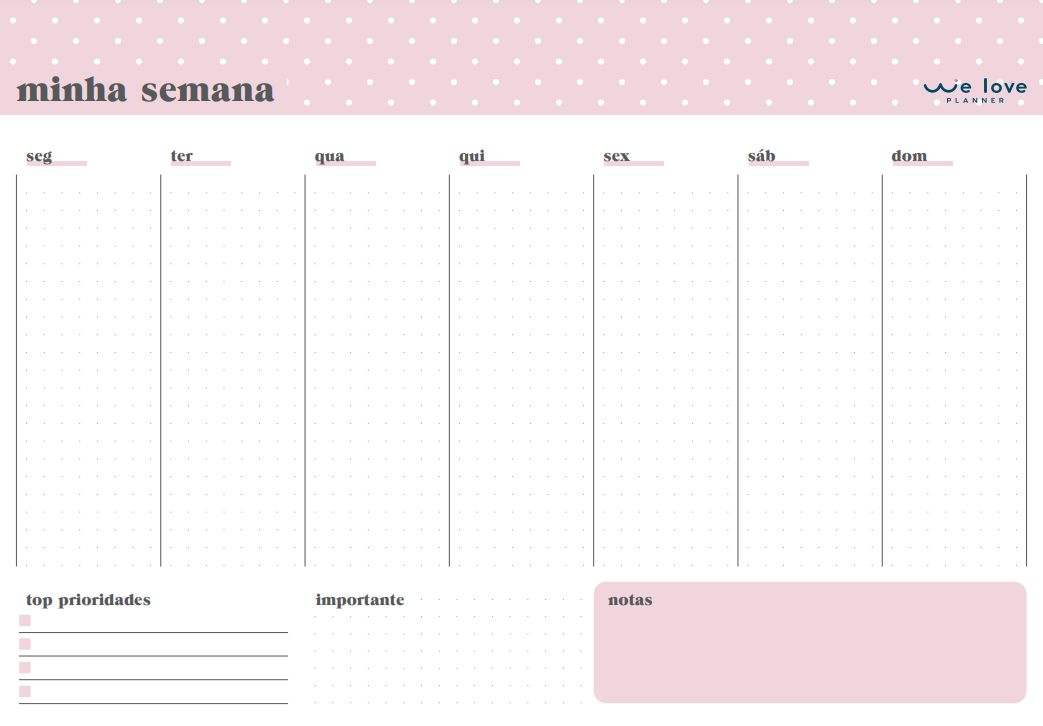 minha semana
we love
PLANNER
seg ter qua qui sex sáb dom
top prioridades importante notas